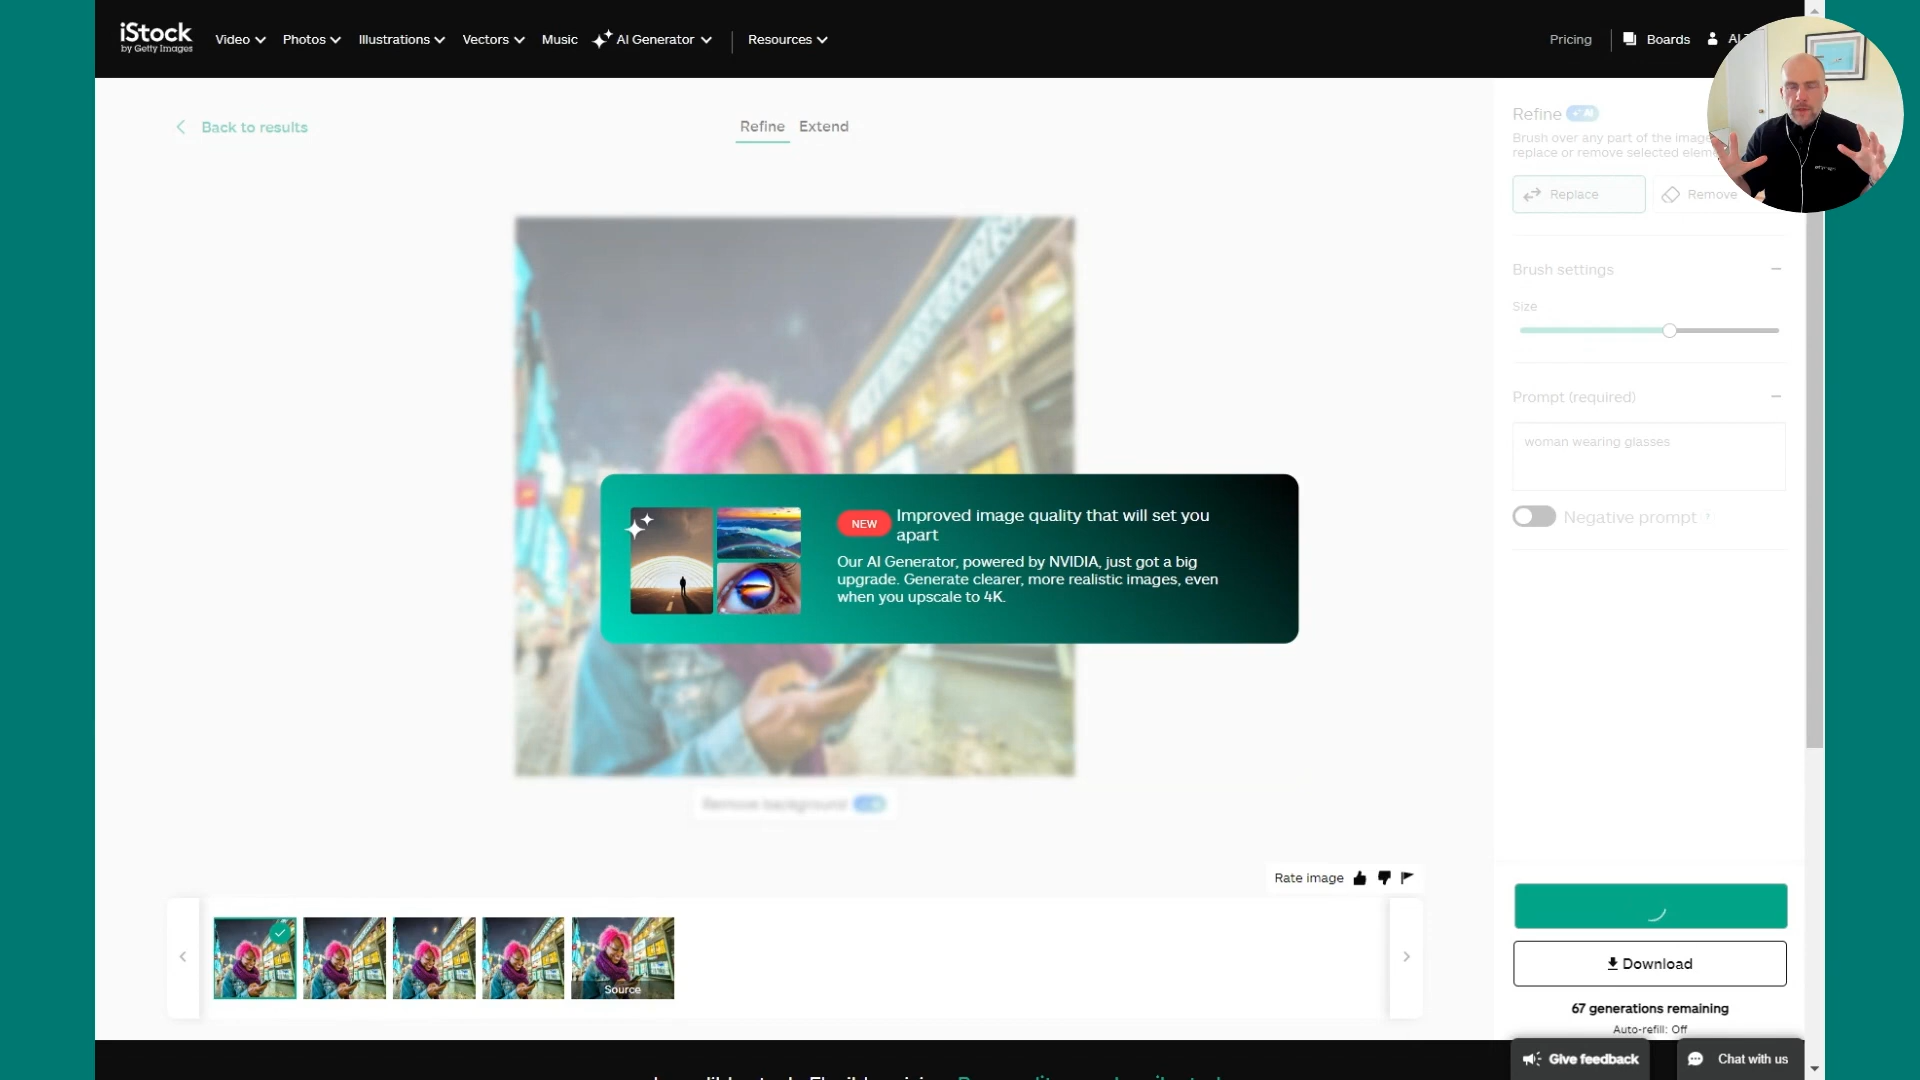 iStock
by Getty Images
Video
Photos
Illustrations
Vectors
Music
AI Generator
Resources
Pricing
Boards
Back to results
Refine
Extend
Refine
AI
Brush over any part of the image
replace or remove selected
Replace
Remove
Brush settings
Size
Prompt (required)
woman wearing glasses
Negative prompt
NEW
Improved image quality that will set you
apart
Our AI Generator, powered by NVIDIA, just got a big
upgrade. Generate clearer, more realistic images, even
when you upscale to 4K.
Remove background
Rate image
Source
Download
67 generations remaining
Auto-refill: Off
Give feedback
Chat with us